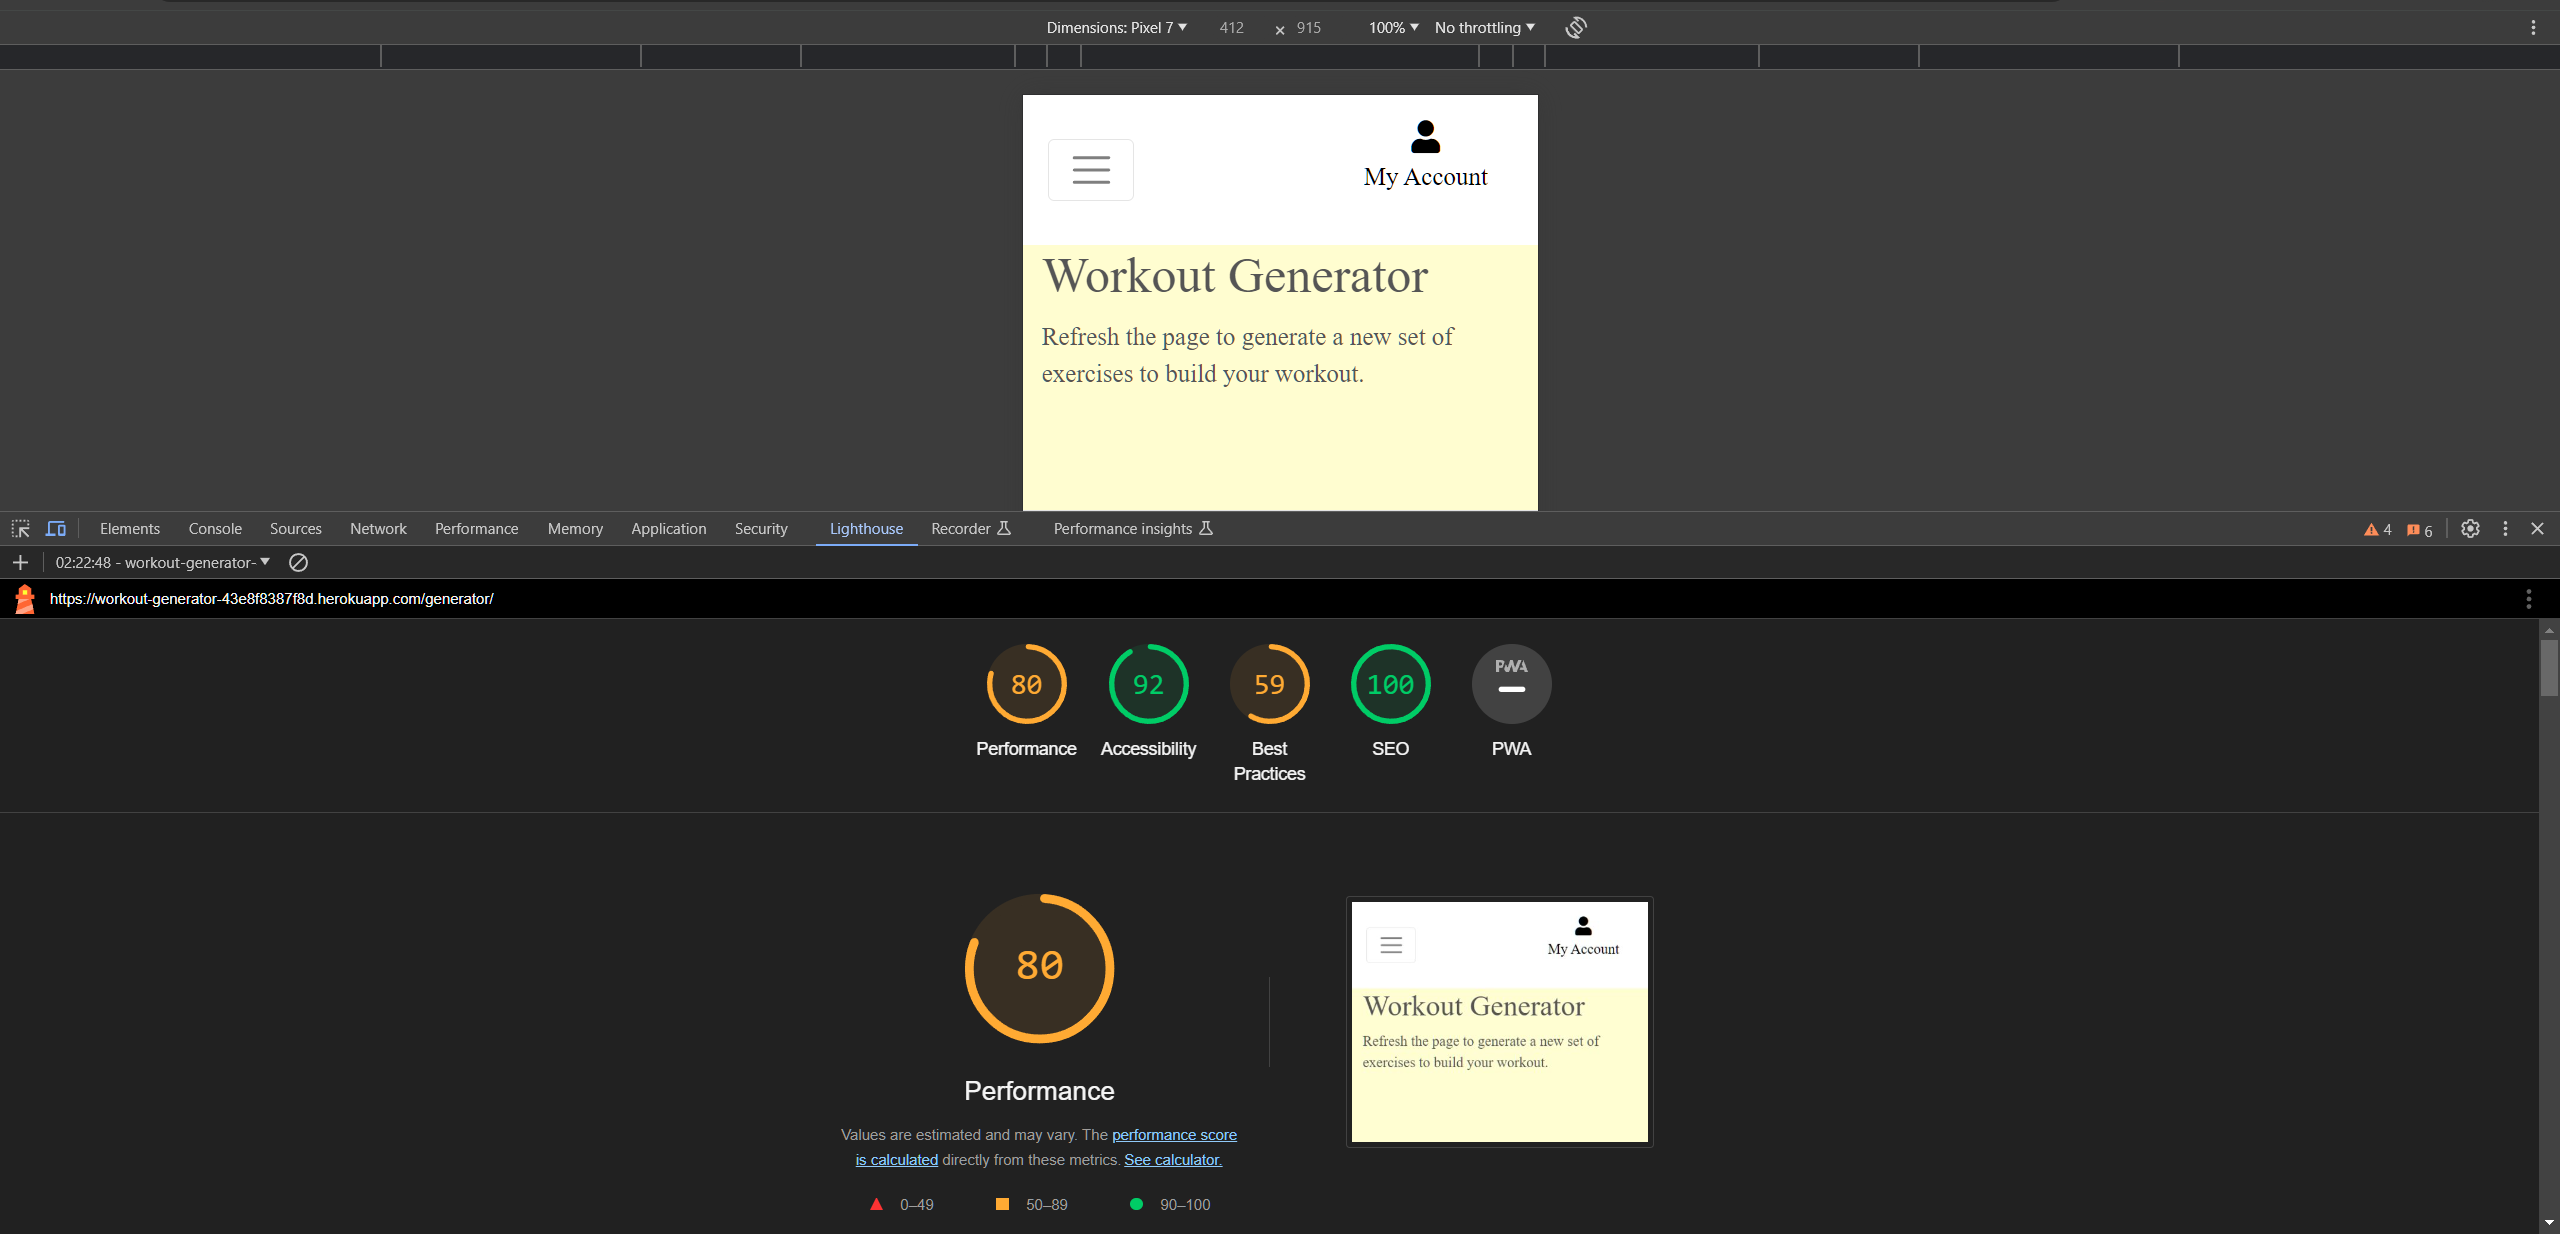 Dimensions: Pixel 7 412 × 915 100% No throttling
My Account
Workout Generator
Refresh the page to generate a new set of
exercises to build your workout.
Elements Console Sources Network Performance Memory Application Security Lighthouse Recorder Performance insights 4 6
02:22:48 - workout-generator-
https://workout-generator-43e8f8387f8d.herokuapp.com/generator/
80 92 59 100 PWA
Performance Accessibility Best Practices SEO PWA
80
Performance
Values are estimated and may vary. The performance score
is calculated directly from these metrics. See calculator.
0–49 50–89 90–100
My Account
Workout Generator
Refresh the page to generate a new set of
exercises to build your workout.